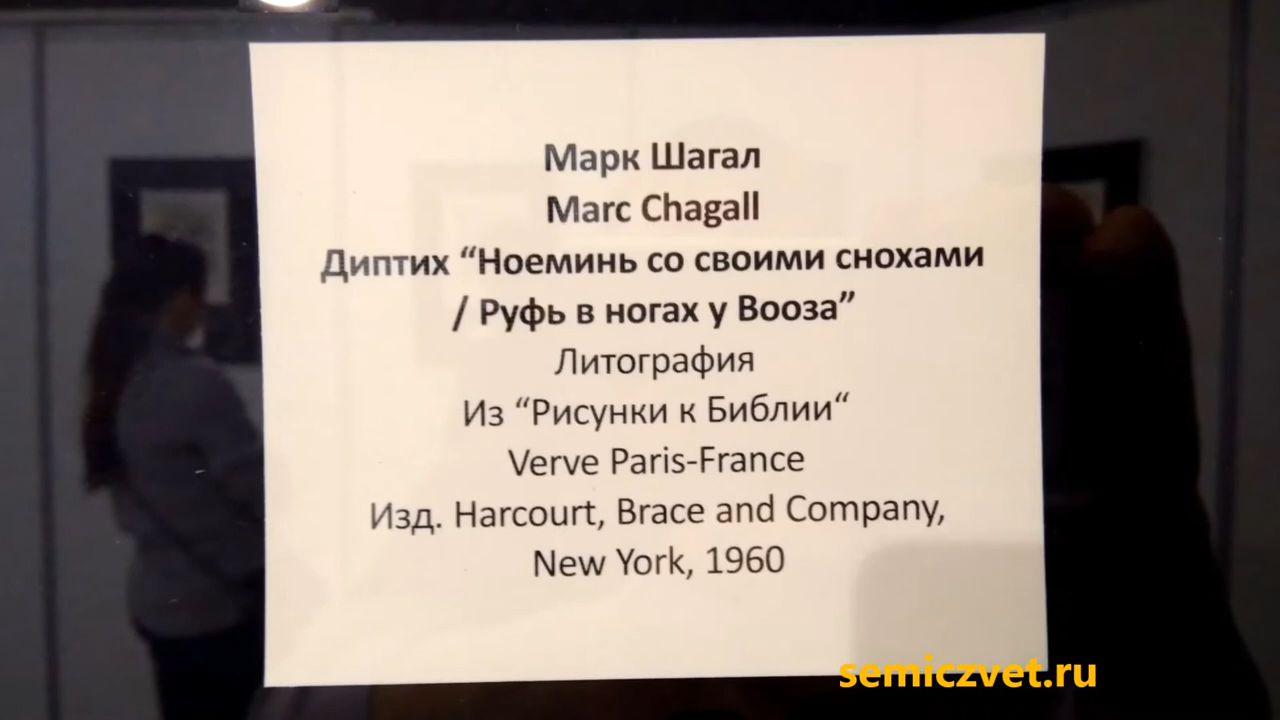 Марк Шагал
Marc Chagall
Диптих “Ноеминь со своими снохами
/ Руфь в ногах у Вооза”
Литография
Из “Рисунки к Библии“
Verve Paris-France
Изд. Harcourt, Brace and Company,
New York, 1960
semiczvet.ru